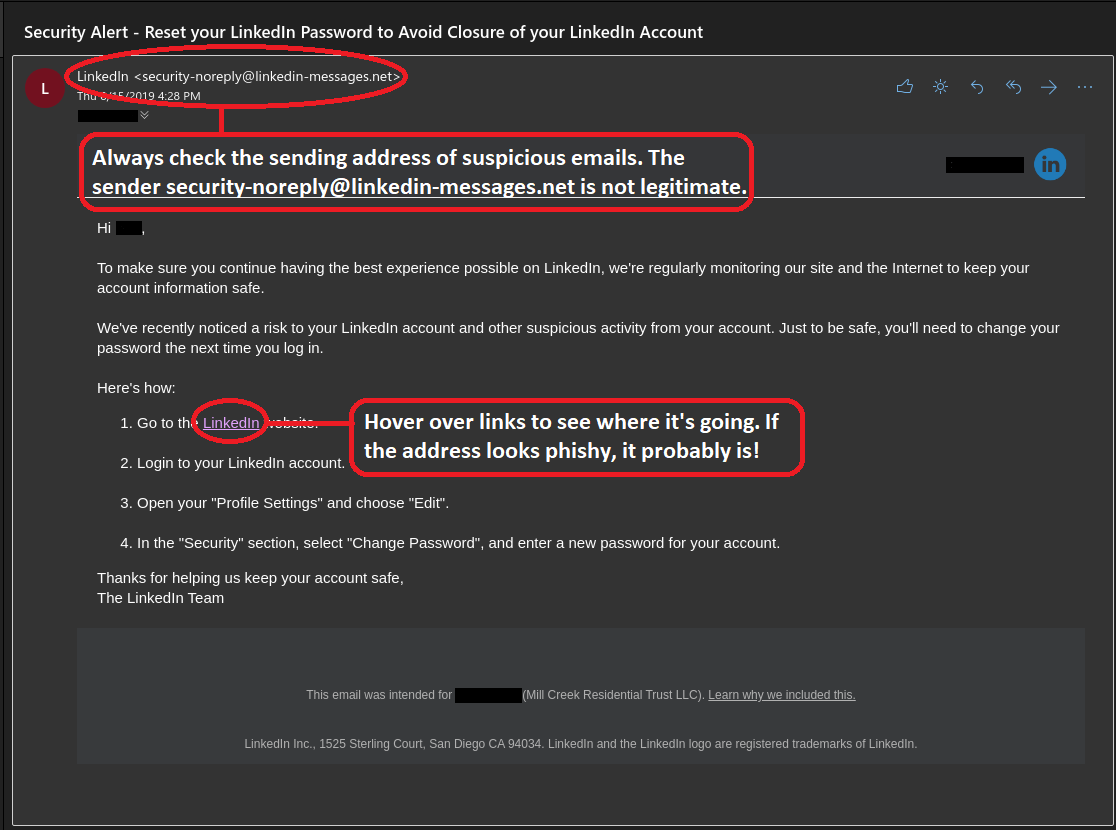 Security Alert - Reset your LinkedIn Password to Avoid Closure of your LinkedIn Account
L
LinkedIn <security-noreply@linkedin-messages.net>
Thu 8/15/2019 4:28 PM
Always check the sending address of suspicious emails. The
sender security-noreply@linkedin-messages.net is not legitimate.
in
Hi ,
To make sure you continue having the best experience possible on LinkedIn, we're regularly monitoring our site and the Internet to keep your
account information safe.
We've recently noticed a risk to your LinkedIn account and other suspicious activity from your account. Just to be safe, you'll need to change your
password the next time you log in.
Here's how:
1. Go to the LinkedIn website.
Hover over links to see where it's going. If
the address looks phishy, it probably is!
2. Login to your LinkedIn account.
3. Open your "Profile Settings" and choose "Edit".
4. In the "Security" section, select "Change Password", and enter a new password for your account.
Thanks for helping us keep your account safe,
The LinkedIn Team
This email was intended for (Mill Creek Residential Trust LLC). Learn why we included this.
LinkedIn Inc., 1525 Sterling Court, San Diego CA 94034. LinkedIn and the LinkedIn logo are registered trademarks of LinkedIn.